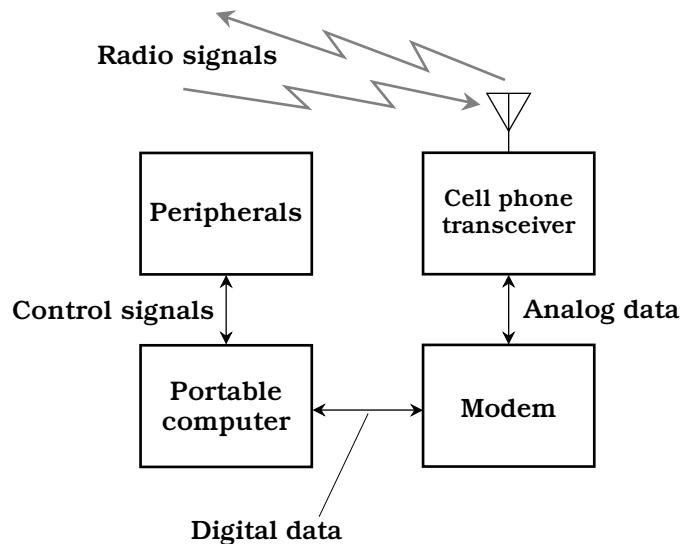 Radio signals
Peripherals
Cell phone
transceiver
Control signals
Analog data
Portable
computer
Modem
Digital data